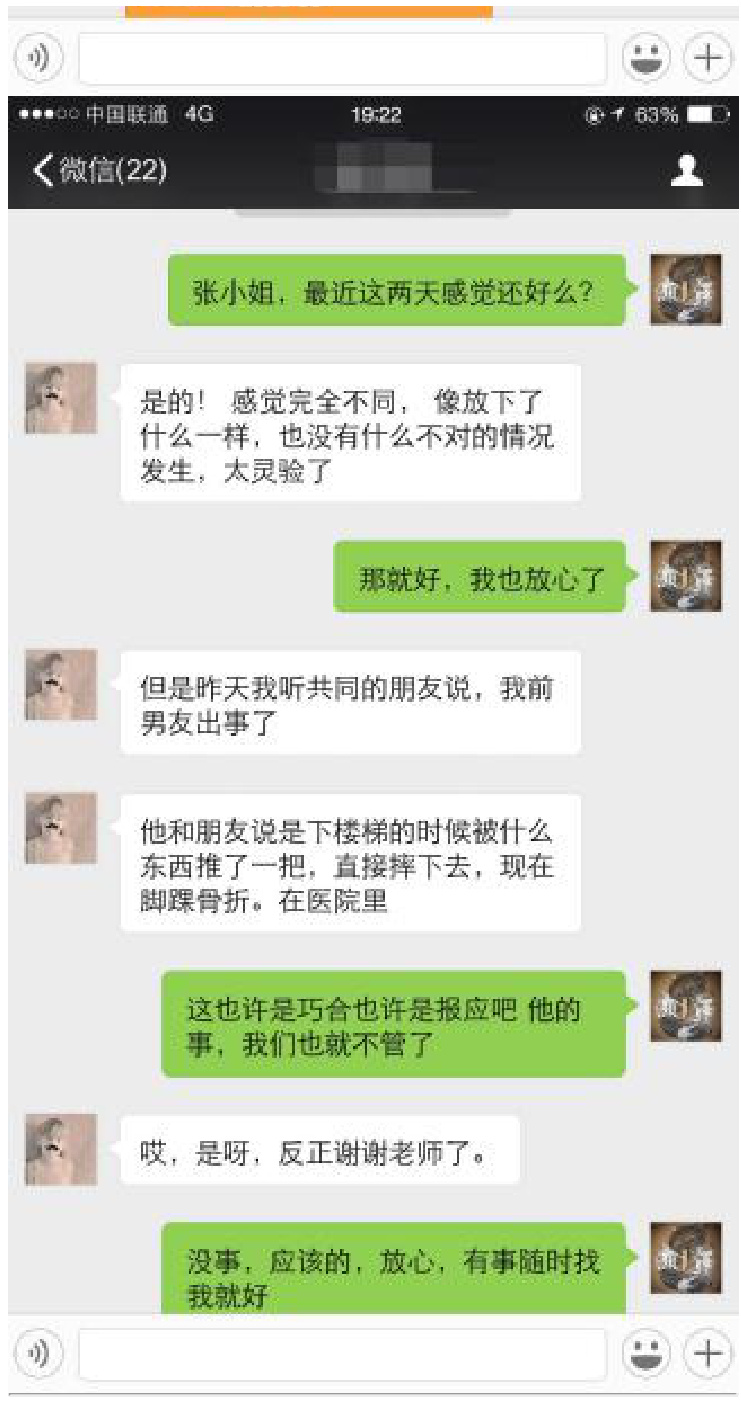 中国联通 4G 19:22 63%
微信(22)
张小姐，最近这两天感觉还好么？
是的！ 感觉完全不同， 像放下了
什么一样，也没有什么不对的情况
发生，太灵验了
那就好，我也放心了
但是昨天我听共同的朋友说，我前
男友出事了
他和朋友说是下楼梯的时候被什么
东西推了一把，直接摔下去，现在
脚踝骨折。在医院里
这也许是巧合也许是报应吧 他的
事，我们也就不管了
哎，是呀，反正谢谢老师了。
没事，应该的，放心，有事随时找
我就好